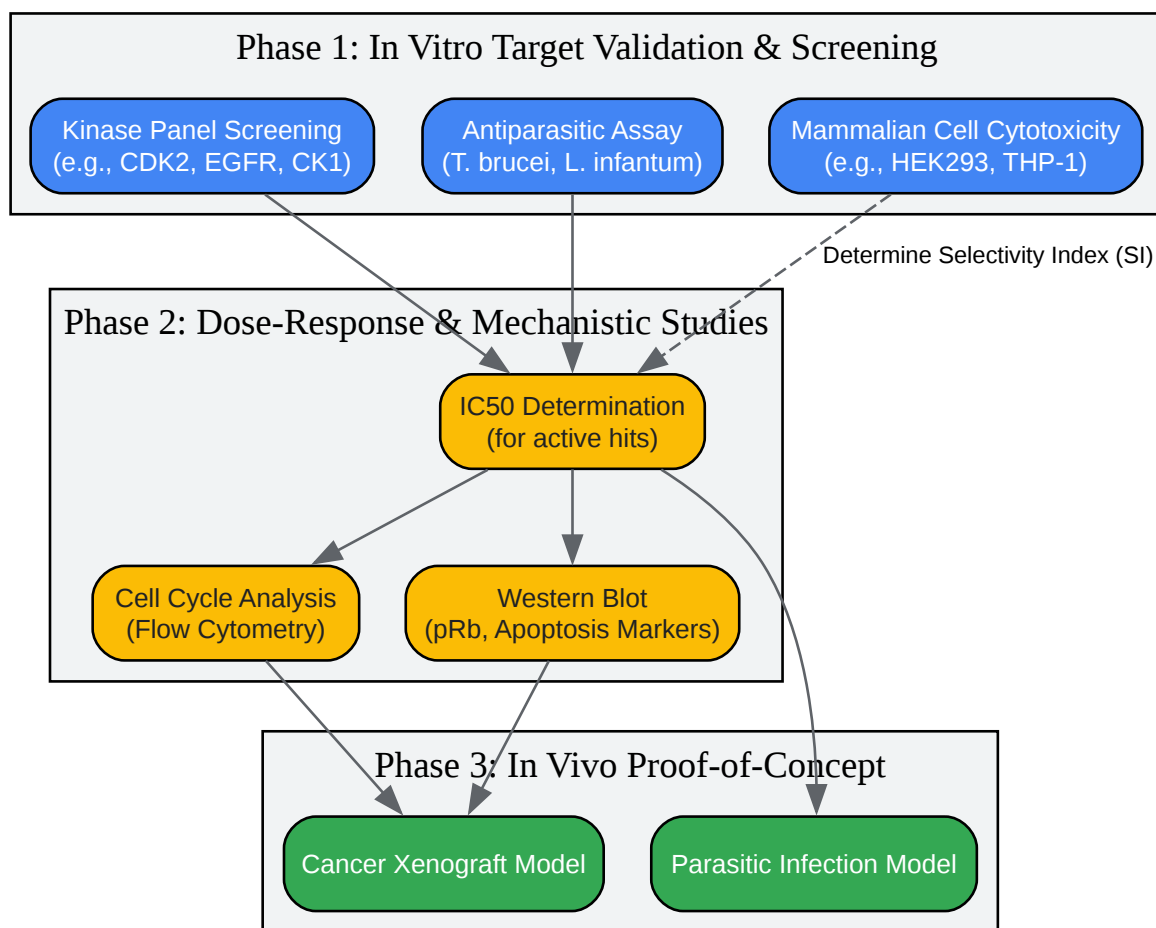 Phase 1: In Vitro Target Validation & Screening
Kinase Panel Screening
(e.g., CDK2, EGFR, CK1)
Antiparasitic Assay
(T. brucei, L. infantum)
Mammalian Cell Cytotoxicity
(e.g., HEK293, THP-1)
Determine Selectivity Index (SI)
Phase 2: Dose-Response & Mechanistic Studies
IC50 Determination
(for active hits)
Cell Cycle Analysis
(Flow Cytometry)
Western Blot
(pRb, Apoptosis Markers)
Phase 3: In Vivo Proof-of-Concept
Cancer Xenograft Model
Parasitic Infection Model